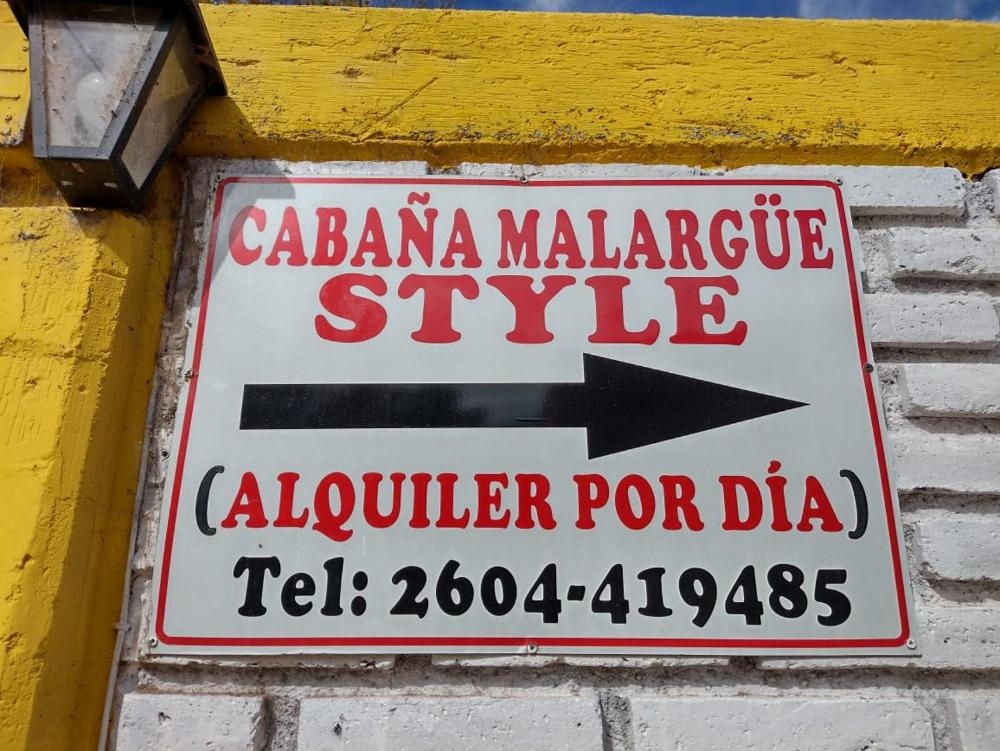 CABAÑA MALARGÜE
STYLE
(ALQUILER POR DÍA)
Tel: 2604-419485